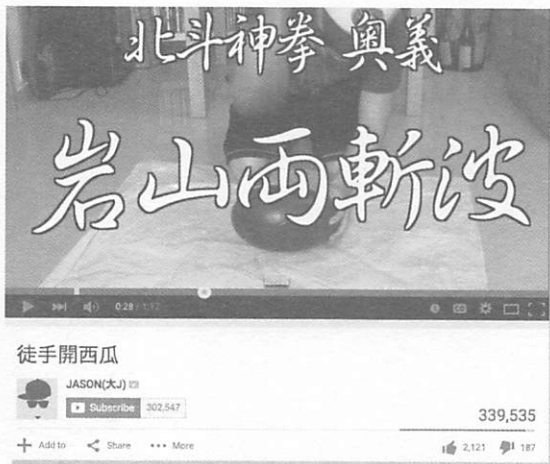 北斗神拳 奥義
岩山両斬波
0:28 / 1:17
徒手開西瓜
JASON(大J)
Subscribe 302,547
339,535
Add to Share More
2,121 187